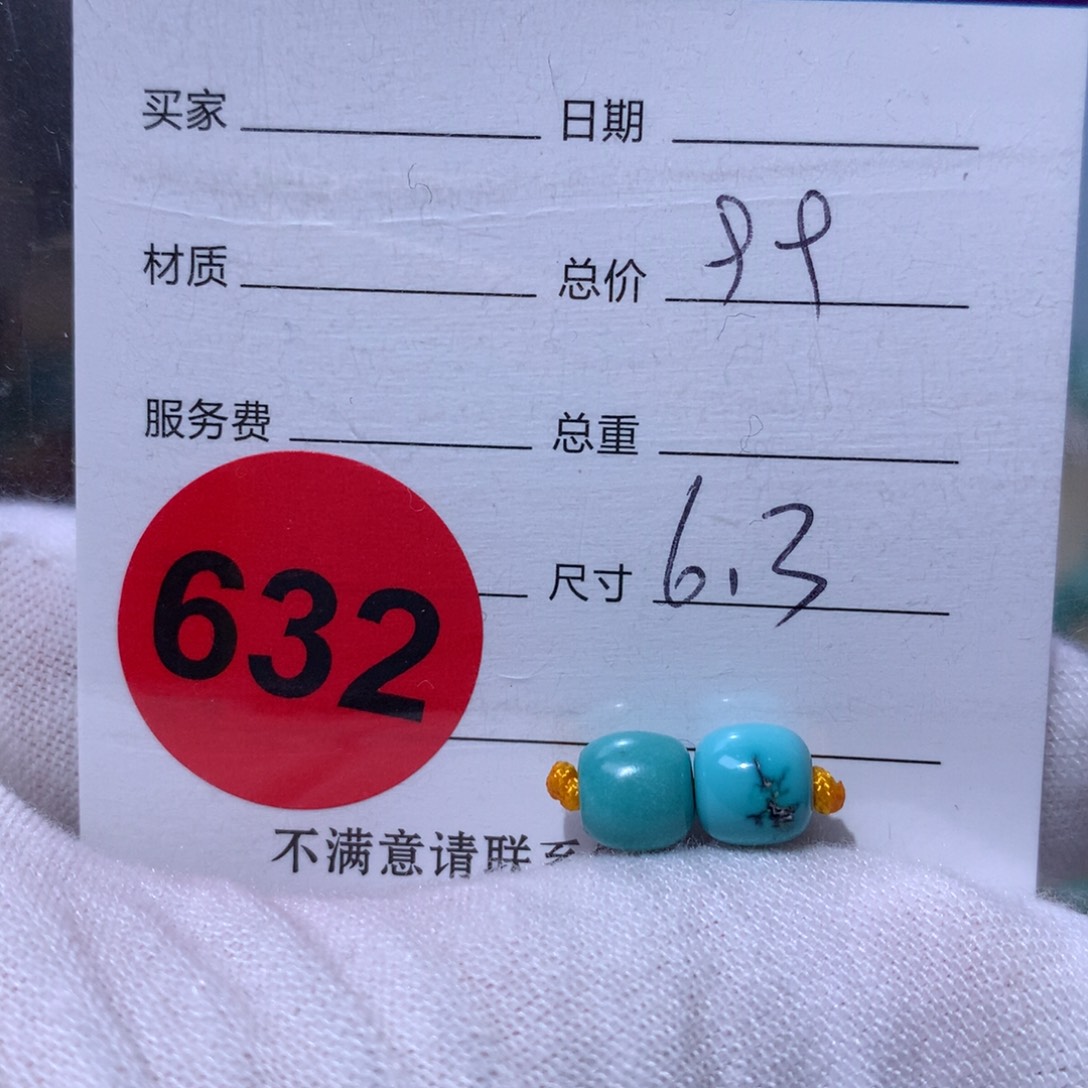 买家 日期
材质 总价 99
服务费 总重
632 尺寸 6.3
不满意请联系